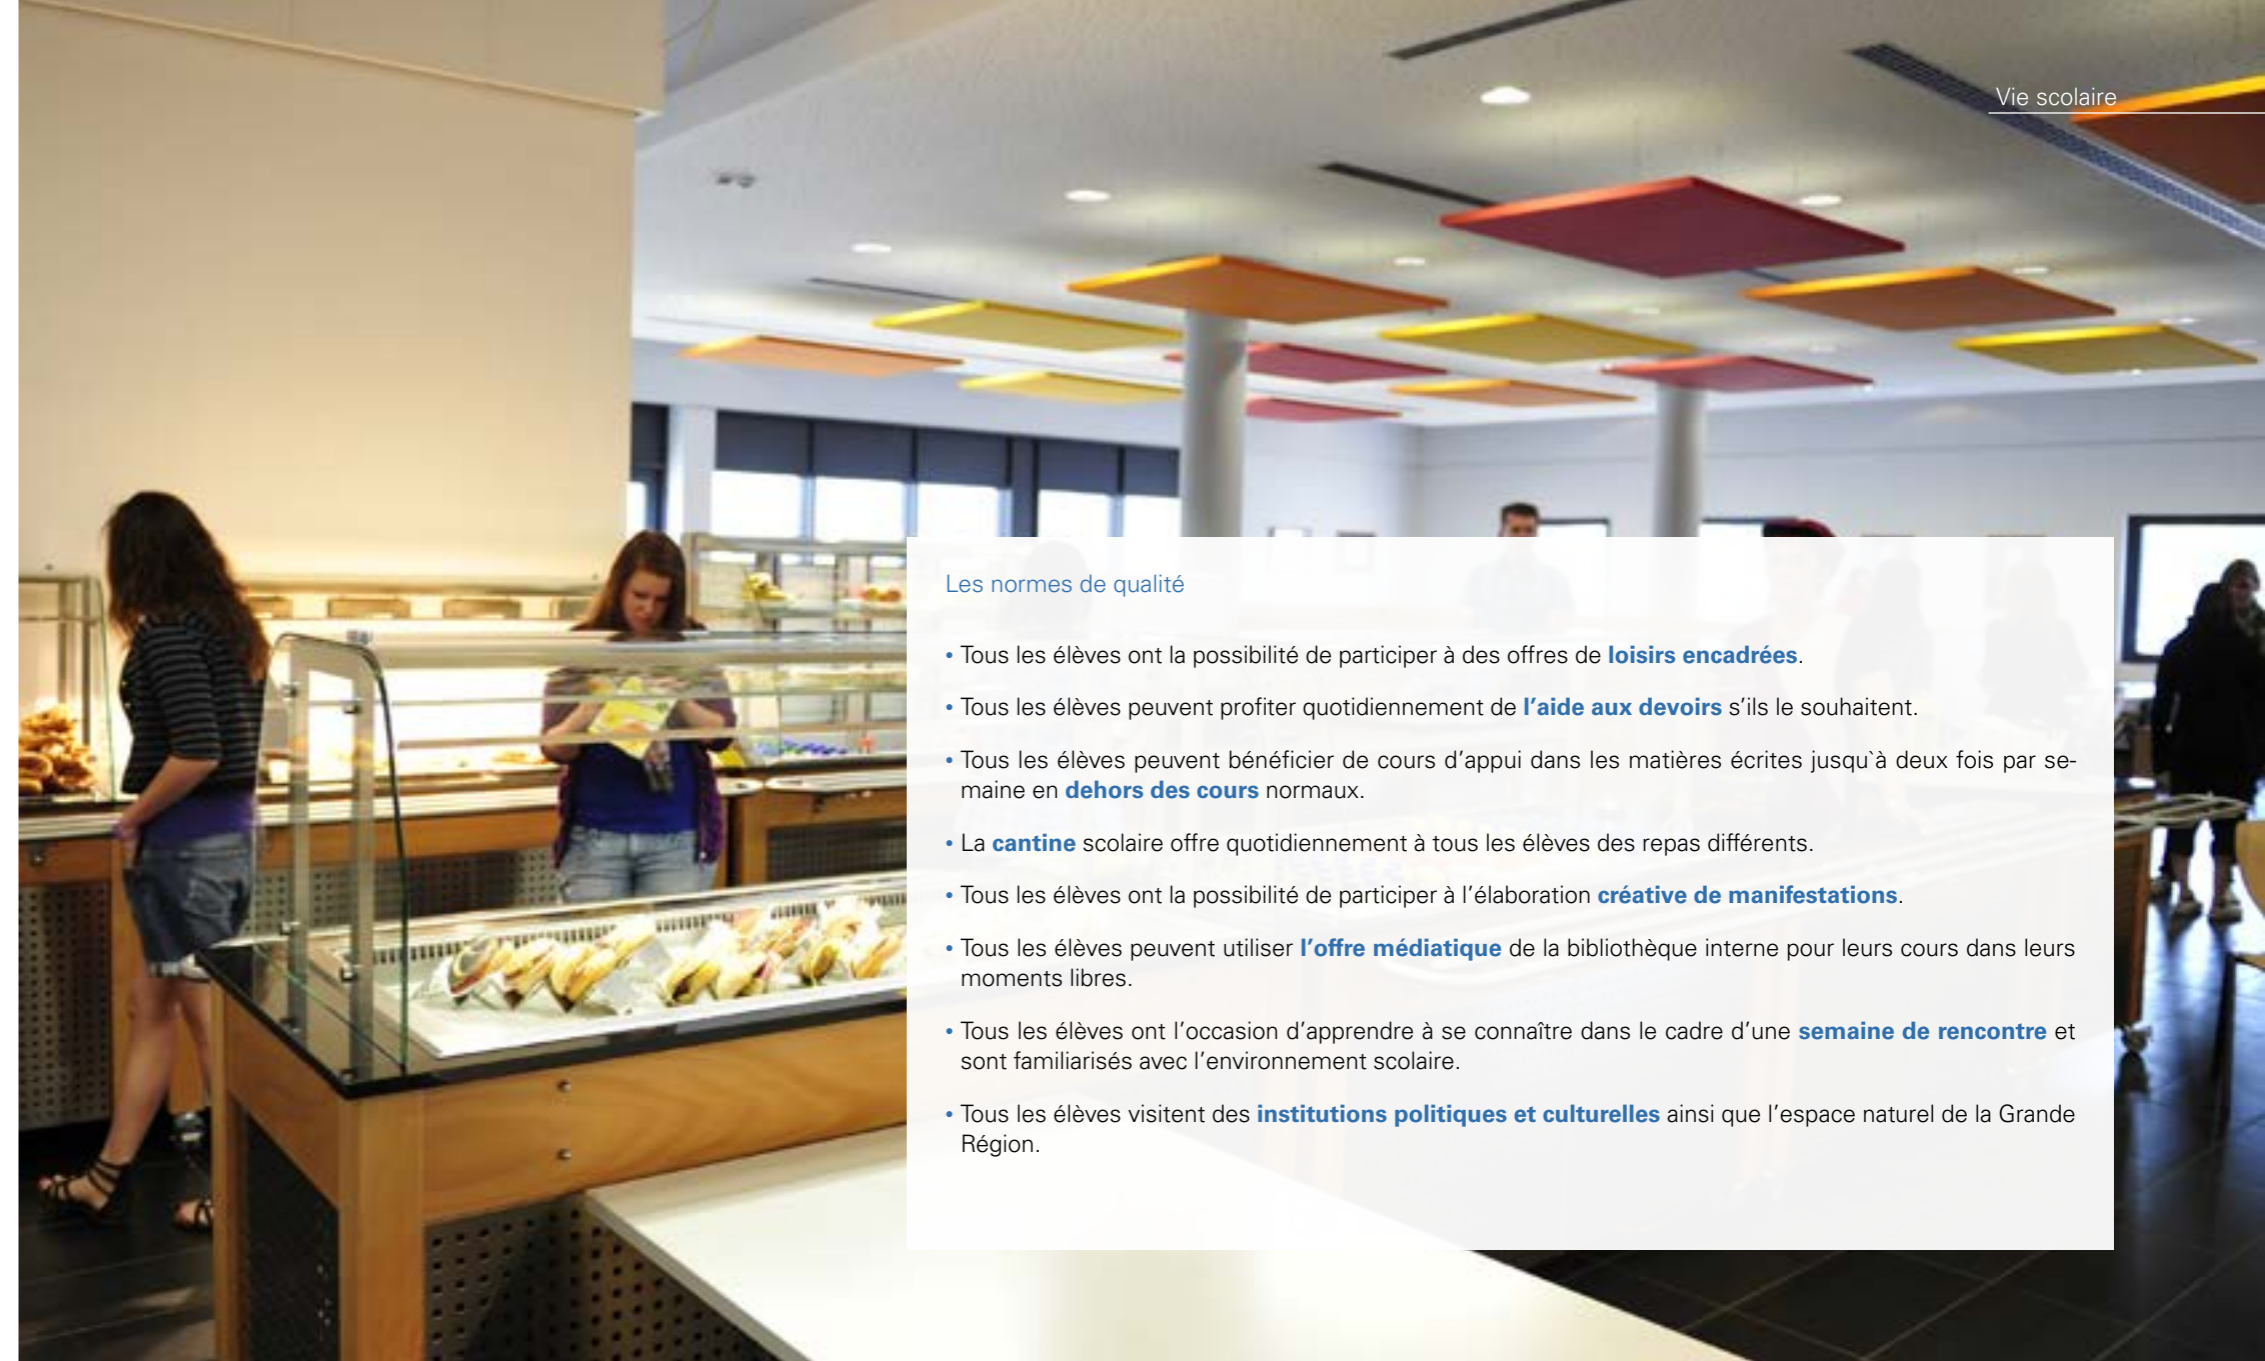 Vie scolaire
Les normes de qualité
• Tous les élèves ont la possibilité de participer à des offres de loisirs encadrées.
• Tous les élèves peuvent profiter quotidiennement de l'aide aux devoirs s'ils le souhaitent.
• Tous les élèves peuvent bénéficier de cours d'appui dans les matières écrites jusqu`à deux fois par se-
maine en dehors des cours normaux.
• La cantine scolaire offre quotidiennement à tous les élèves des repas différents.
• Tous les élèves ont la possibilité de participer à l'élaboration créative de manifestations.
• Tous les élèves peuvent utiliser l'offre médiatique de la bibliothèque interne pour leurs cours dans leurs
moments libres.
• Tous les élèves ont l'occasion d'apprendre à se connaître dans le cadre d'une semaine de rencontre et
sont familiarisés avec l'environnement scolaire.
• Tous les élèves visitent des institutions politiques et culturelles ainsi que l'espace naturel de la Grande
Région.